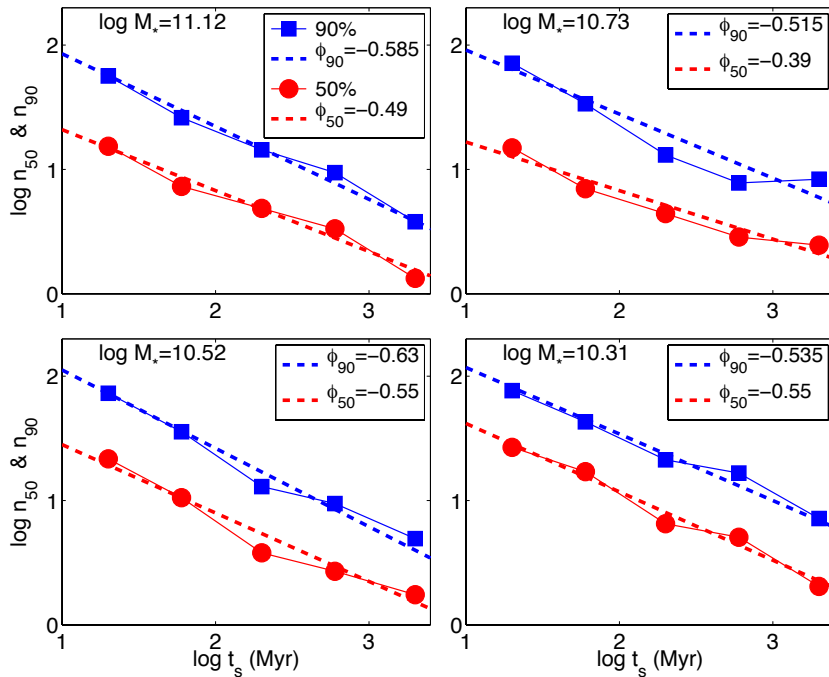 log M*=11.12
90%
ϕ90=−0.585
50%
ϕ50=−0.49
log n50 & n90
2
1
0
1
2
3
log M*=10.73
ϕ90=−0.515
ϕ50=−0.39
2
1
0
1
2
3
log M*=10.52
ϕ90=−0.63
ϕ50=−0.55
log n50 & n90
2
1
0
1
2
3
log ts (Myr)
log M*=10.31
ϕ90=−0.535
ϕ50=−0.55
2
1
0
1
2
3
log ts (Myr)